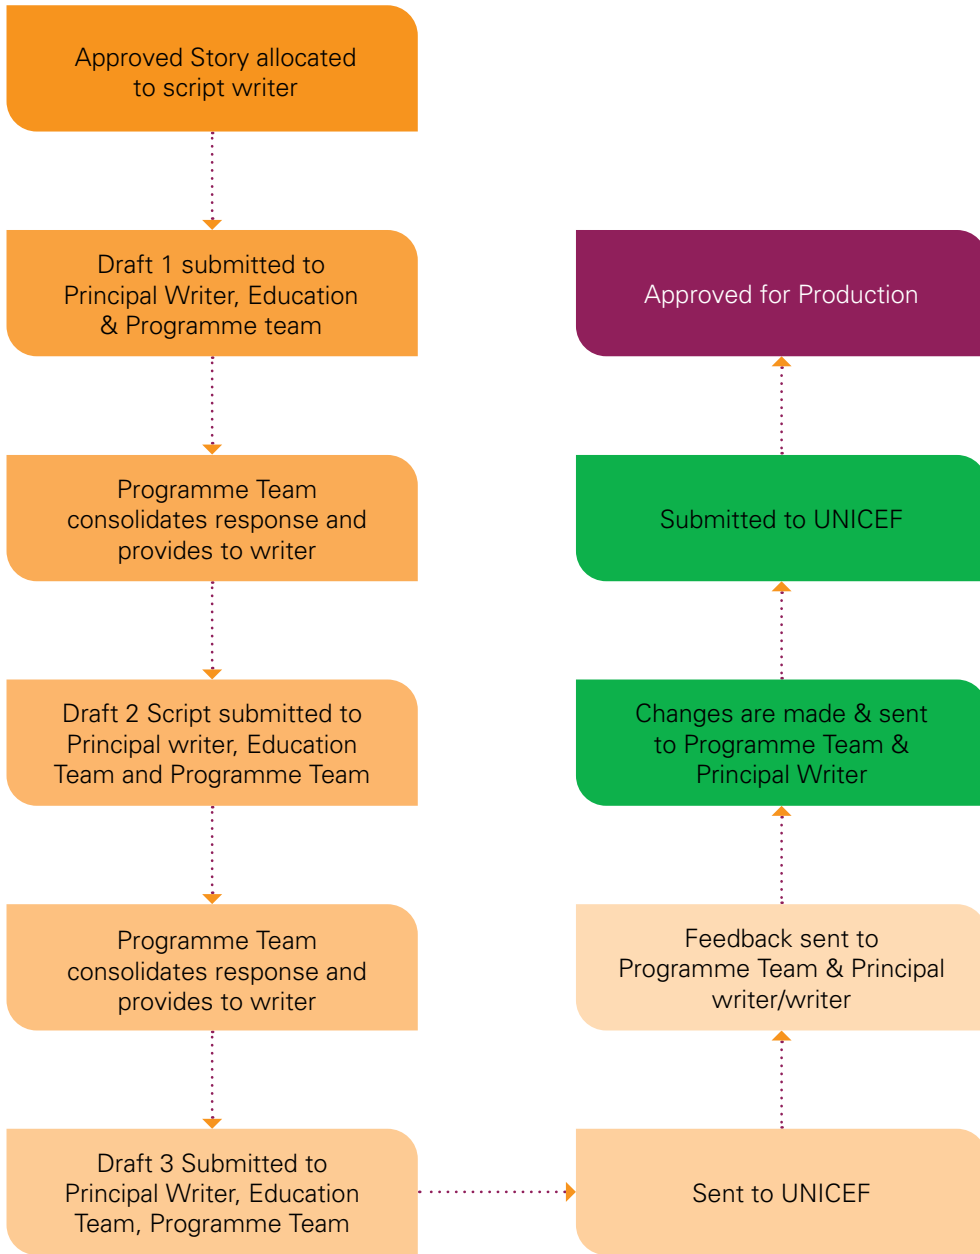 Approved Story allocated
to script writer
Draft 1 submitted to
Principal Writer, Education
& Programme team
Programme Team
consolidates response and
provides to writer
Draft 2 Script submitted to
Principal writer, Education
Team and Programme Team
Programme Team
consolidates response and
provides to writer
Draft 3 Submitted to
Principal Writer, Education
Team, Programme Team
Sent to UNICEF
Feedback sent to
Programme Team & Principal
writer/writer
Changes are made & sent
to Programme Team &
Principal Writer
Submitted to UNICEF
Approved for Production